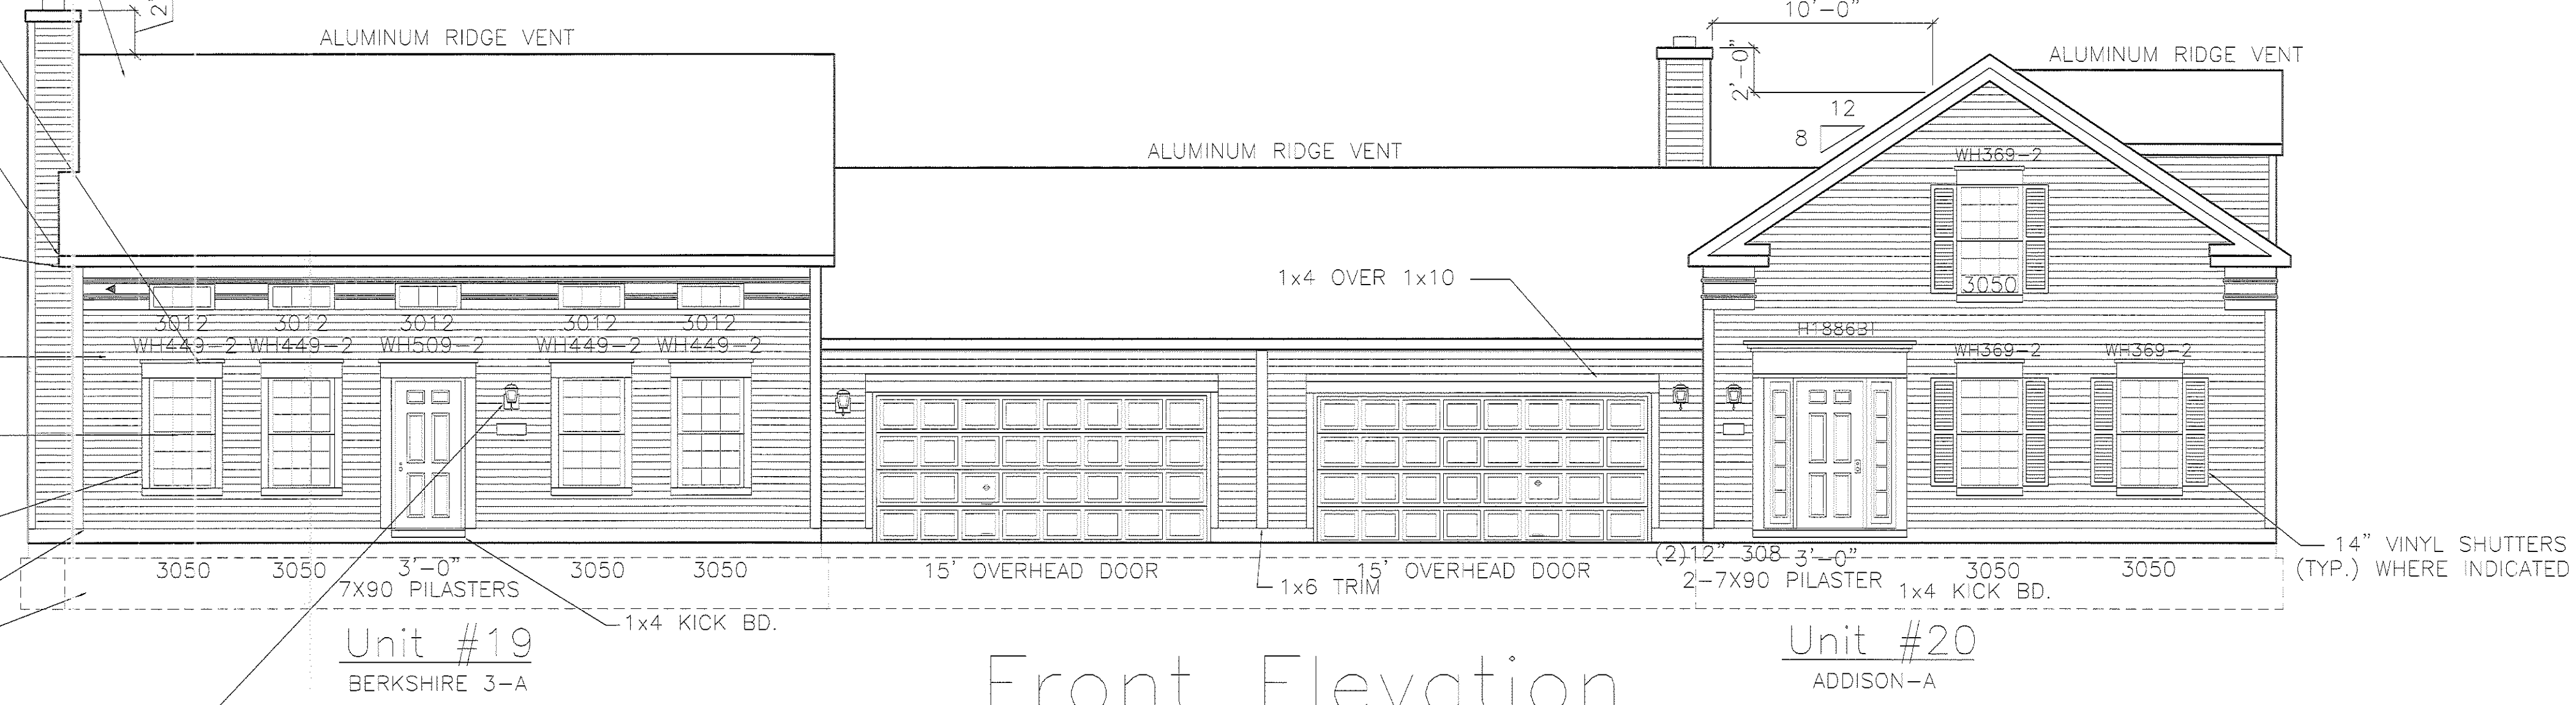 10'-0"
2
ALUMINUM RIDGE VENT
ALUMINUM RIDGE VENT
2'-0"
12
8
ALUMINUM RIDGE VENT
WH369-2
1x4 OVER 1x10
3050
3012 3012 3012 3012 3012
WH449-2 WH449-2 WH509-2 WH449-2 WH449-2
H1886BT
WH369-2 WH369-2
3050 3050 3'-0" 3050 3050
7X90 PILASTERS
15' OVERHEAD DOOR
15' OVERHEAD DOOR
(2)12" 308 3'-0"
2-7X90 PILASTER
3050 3050
14" VINYL SHUTTERS
(TYP.) WHERE INDICATED
1x6 TRIM
1x4 KICK BD.
1x4 KICK BD.
Unit #19
BERKSHIRE 3-A
Unit #20
ADDISON-A
Front Elevation